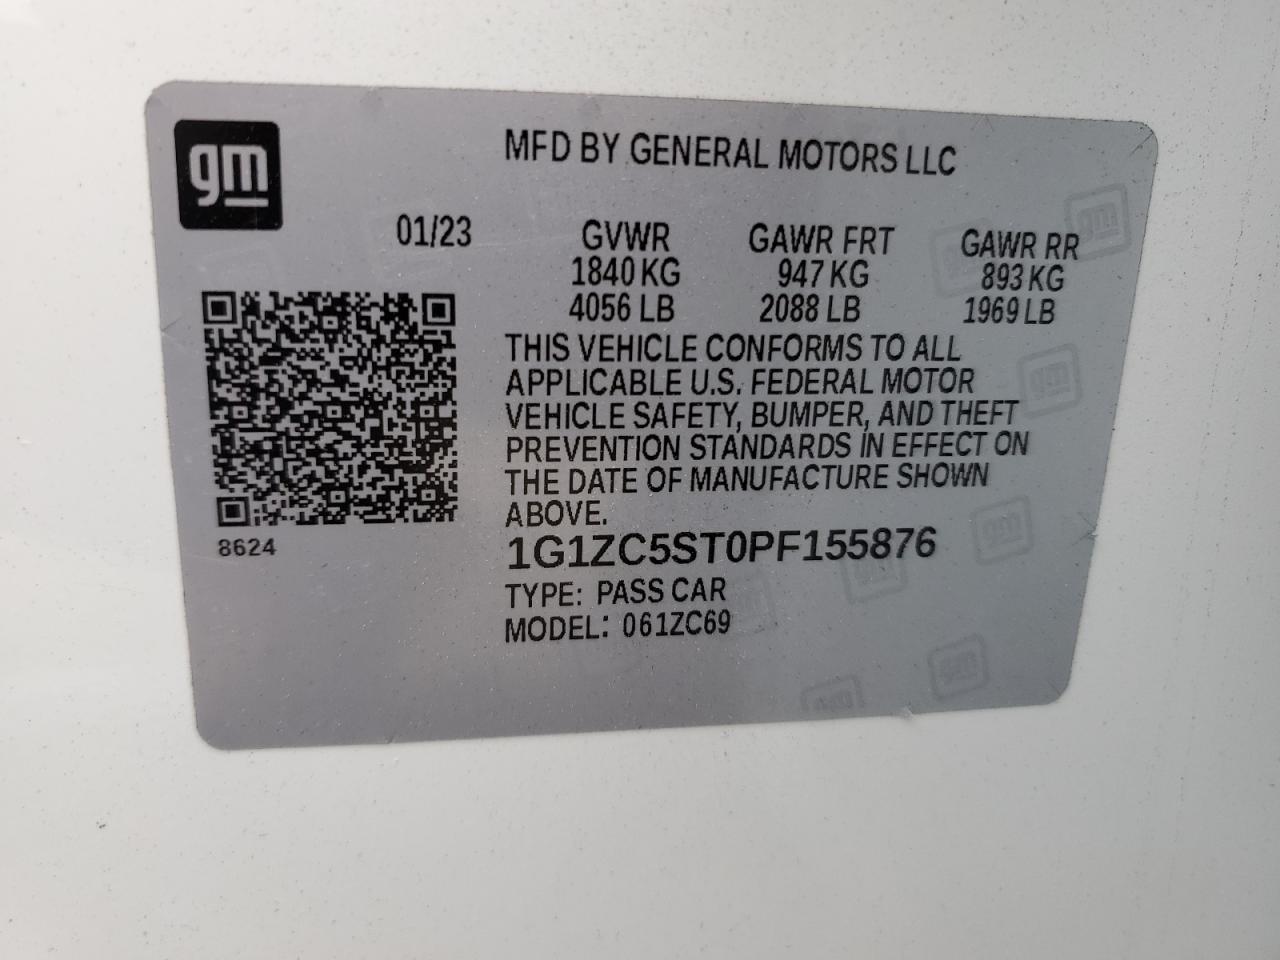 gm
MFD BY GENERAL MOTORS LLC
01/23
GVWR GAWR FRT GAWR RR
1840 KG 947 KG 893 KG
4056 LB 2088 LB 1969 LB
THIS VEHICLE CONFORMS TO ALL
APPLICABLE U.S. FEDERAL MOTOR
VEHICLE SAFETY, BUMPER, AND THEFT
PREVENTION STANDARDS IN EFFECT ON
THE DATE OF MANUFACTURE SHOWN
ABOVE.
8624
1G1ZC5ST0PF155876
TYPE: PASS CAR
MODEL: 061ZC69